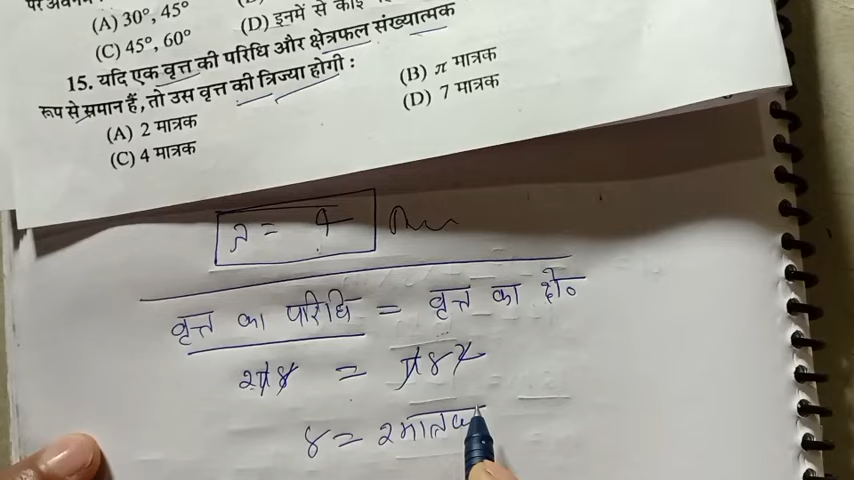 (A) 30°, 45°
(C) 45°, 60°
(D) इनमें से कोई
15. यदि एक वृत्त की परिधि और क्षेत्रफल संख्यात्मक
रूप से समान हैं, तो उस वृत्त की त्रिज्या होगी :
(A) 2 मात्रक
(B) π मात्रक
(C) 4 मात्रक
(D) 7 मात्रक
वृत्त का परिधि = वृत्त का क्षे०
2πr = πr²
r = 2मात्रक